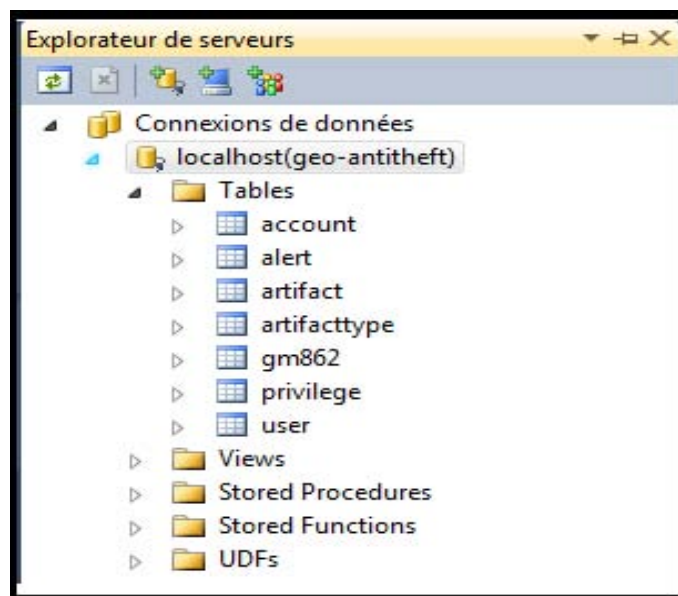 Explorateur de serveurs
Connexions de données
localhost(geo-antitheft)
Tables
account
alert
artifact
artifacttype
gm862
privilege
user
Views
Stored Procedures
Stored Functions
UDFs